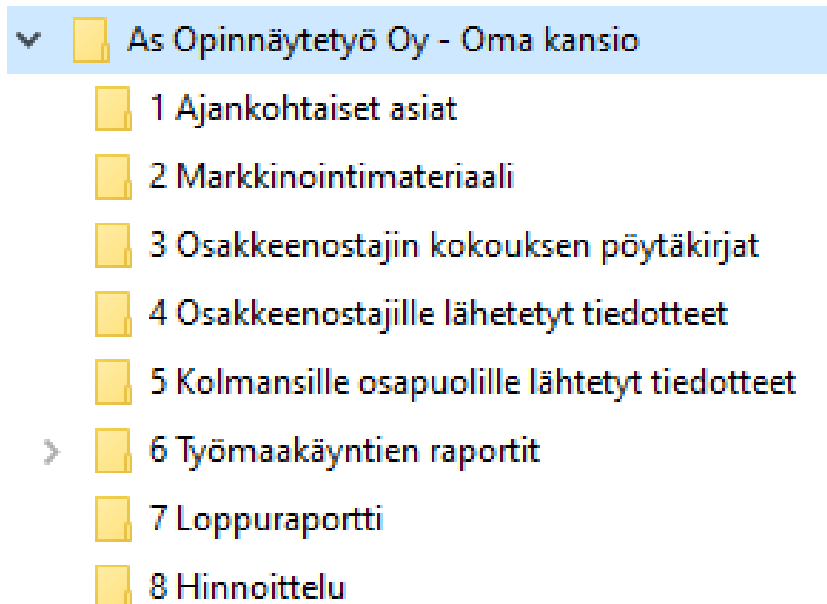 As Opinnäytetyö Oy - Oma kansio
1 Ajankohtaiset asiat
2 Markkinointimateriaali
3 Osakkeenostajin kokouksen pöytäkirjat
4 Osakkeenostajille lähetetyt tiedotteet
5 Kolmansille osapuolille lähtetyt tiedotteet
6 Työmaakäyntien raportit
7 Loppuraportti
8 Hinnoittelu